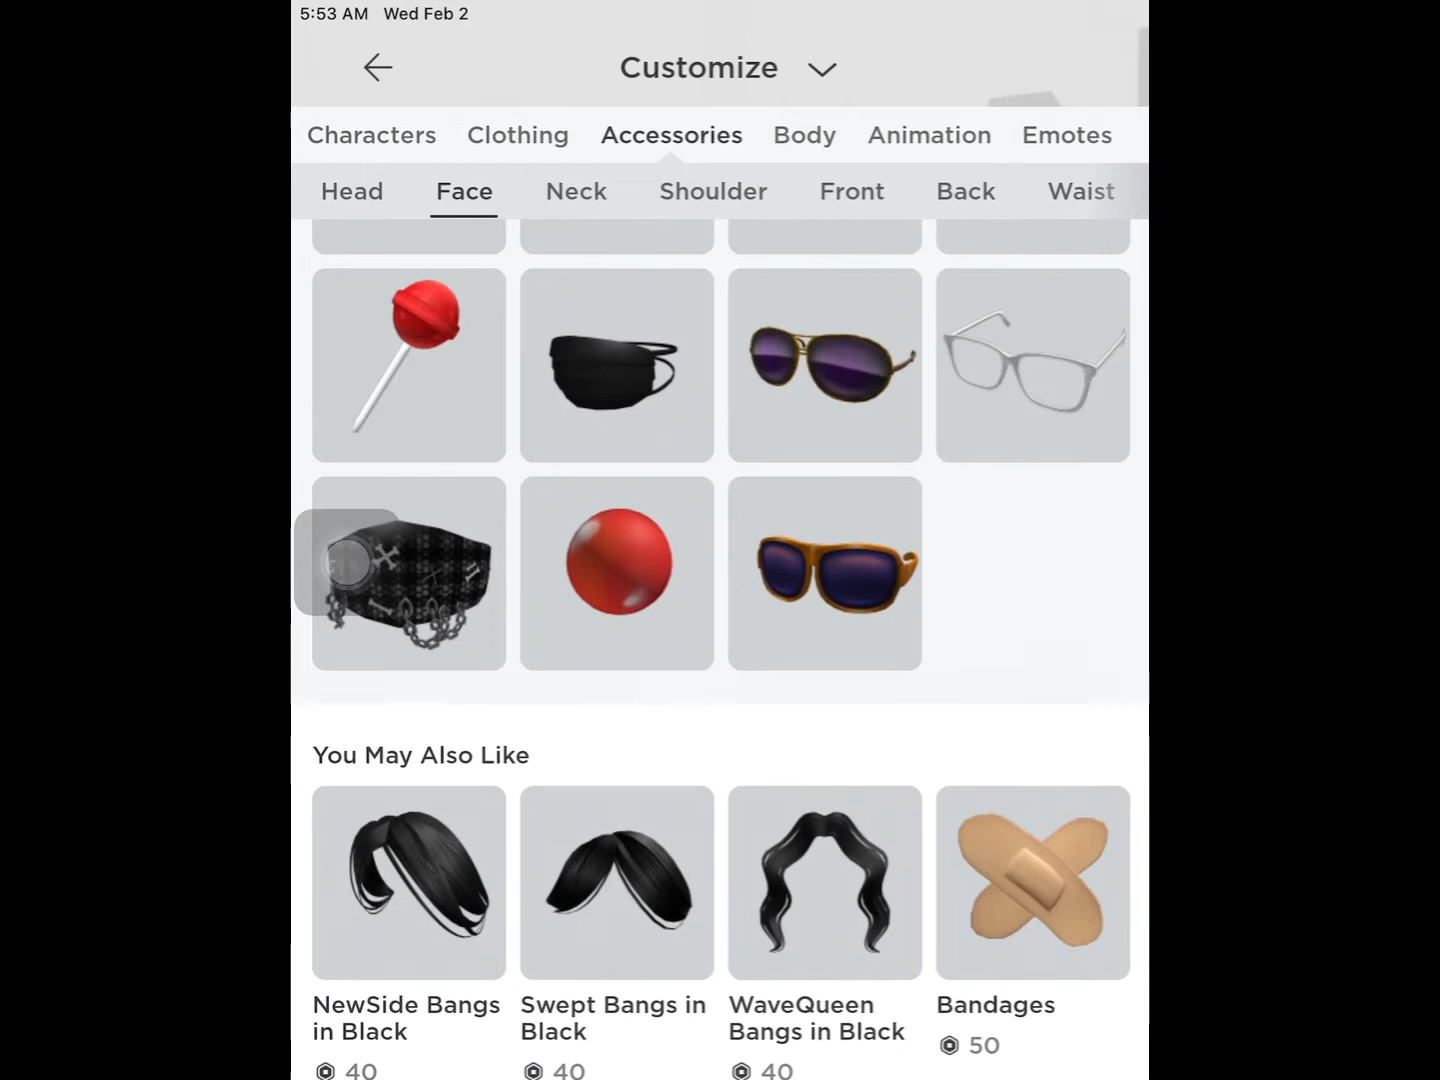 5:53 AM Wed Feb 2
Customize
Characters Clothing Accessories Body Animation Emotes
Head Face Neck Shoulder Front Back Waist
You May Also Like
NewSide Bangs in Black
40
Swept Bangs in Black
40
WaveQueen Bangs in Black
40
Bandages
50